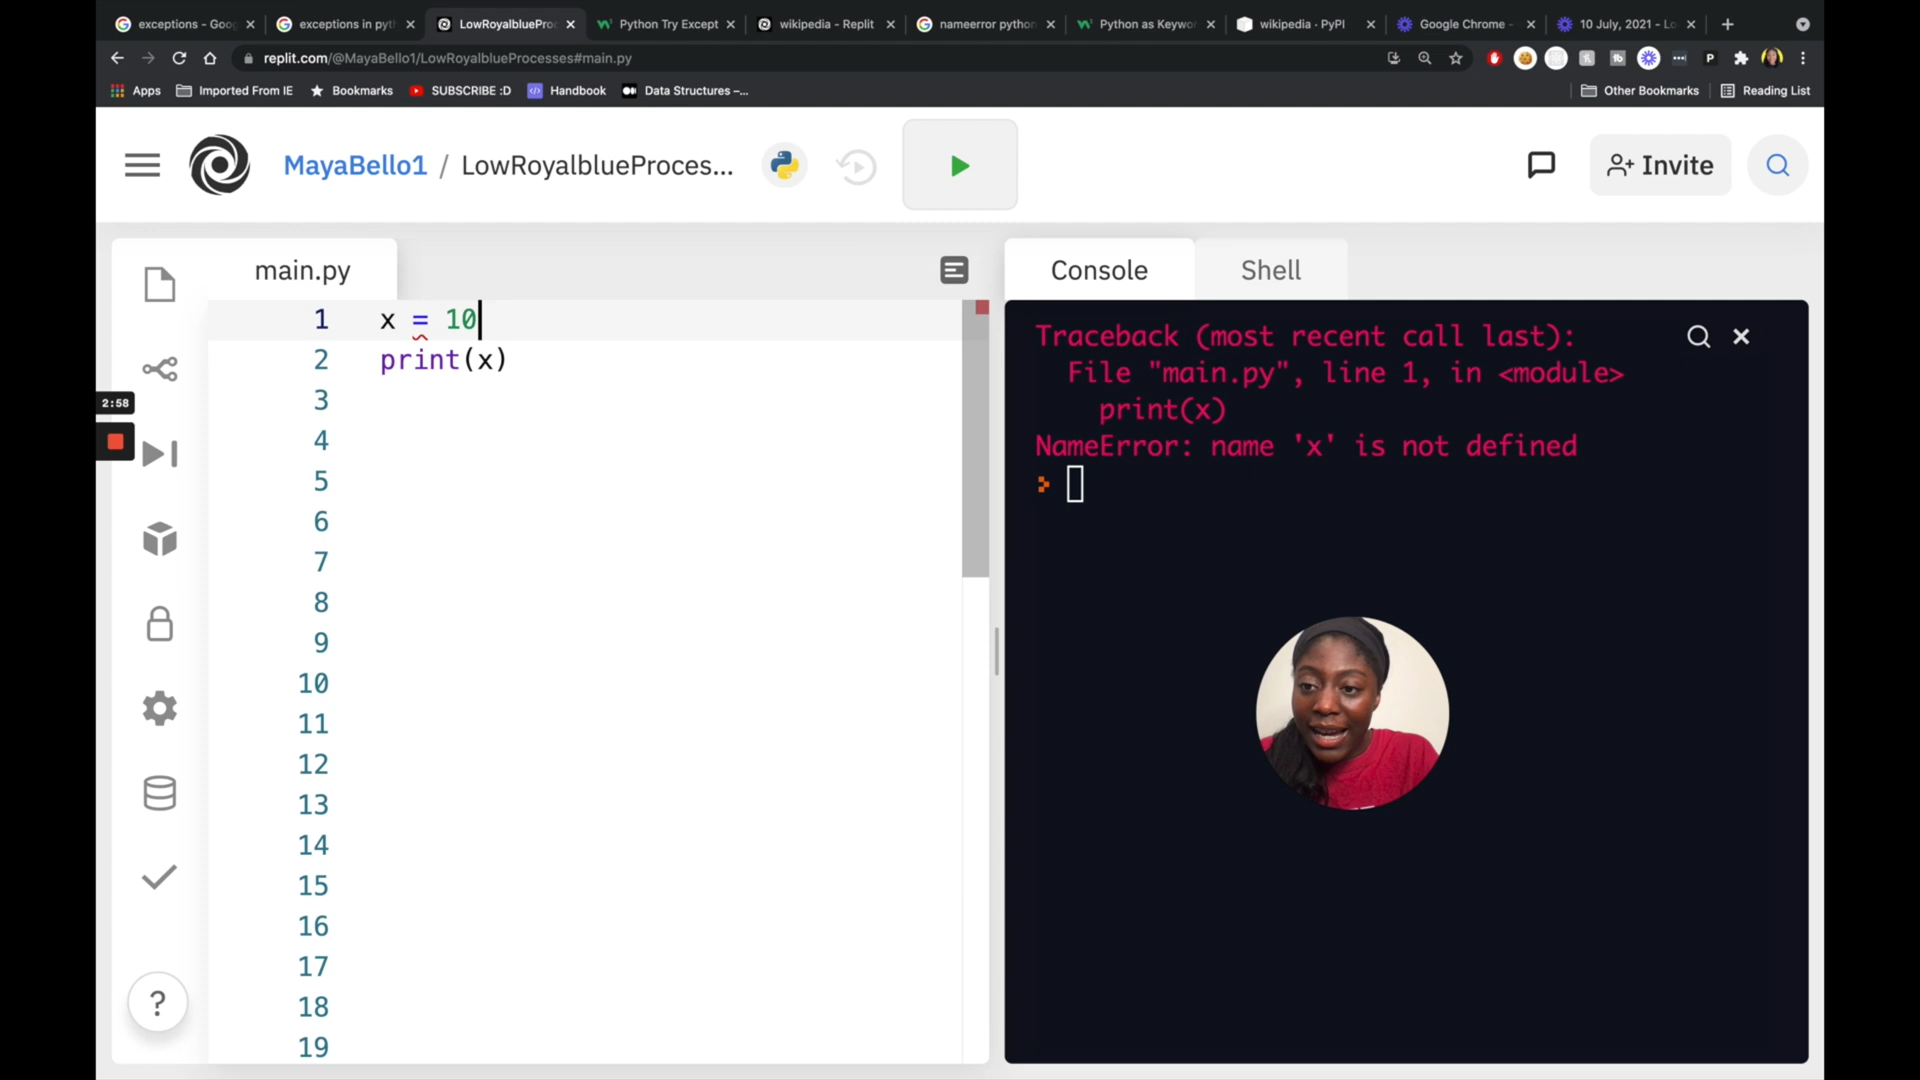 exceptions - Goo
exceptions in pyth
LowRoyalblueProc
Python Try Except
wikipedia - Replit
nameerror python
Python as Keywor
wikipedia · PyPI
Google Chrome -
10 July, 2021 - Lo
replit.com/@MayaBello1/LowRoyalblueProcesses#main.py
Apps
Imported From IE
Bookmarks
SUBSCRIBE :D
Handbook
Data Structures –...
Other Bookmarks
Reading List
MayaBello1 / LowRoyalblueProces...
Invite
main.py
Console
Shell
1 x = 10
2 print(x)
3
4
5
6
7
8
9
10
11
12
13
14
15
16
17
18
19
2:58
?
Traceback (most recent call last):
File "main.py", line 1, in <module>
print(x)
NameError: name 'x' is not defined